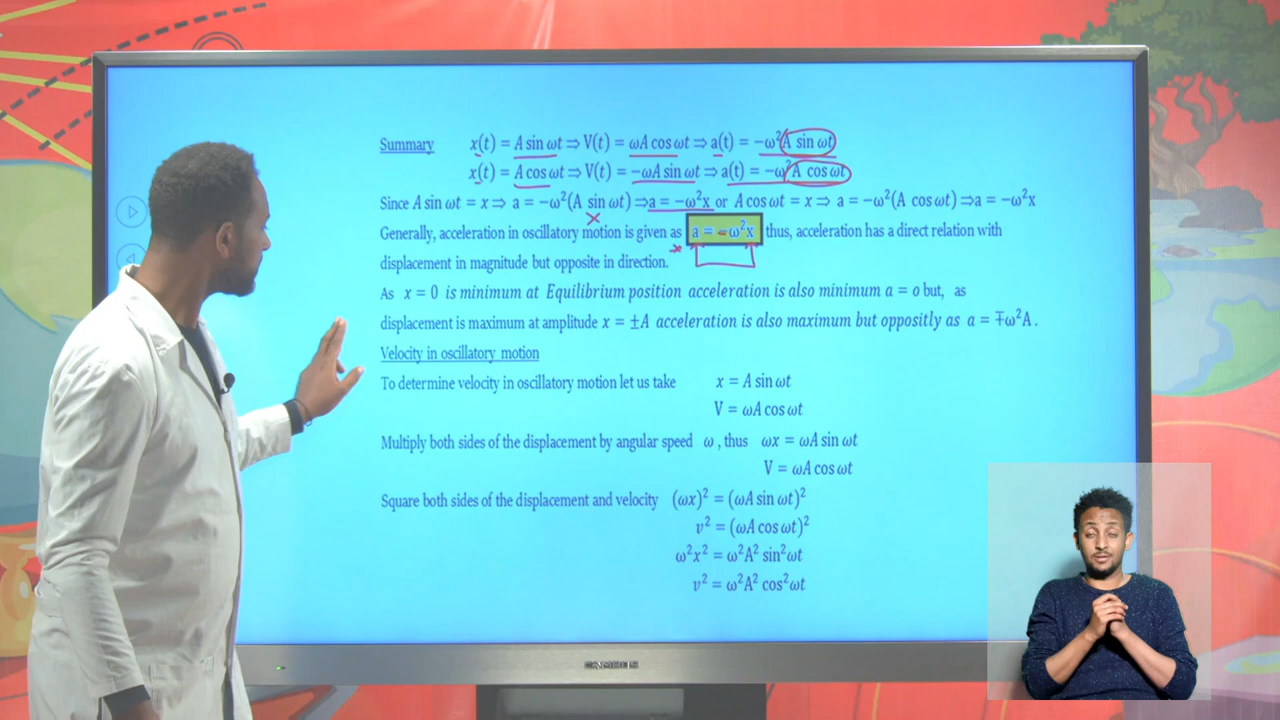 Summary x(t) = A sin ωt ⇒ V(t) = ωA cos ωt ⇒ a(t) = −ω²(A sin ωt)
x(t) = A cos ωt ⇒ V(t) = −ωA sin ωt ⇒ a(t) = −ω²(A cos ωt)
Since A sin ωt = x ⇒ a = −ω²(A sin ωt) ⇒a = −ω²x or A cos ωt = x ⇒ a = −ω²(A cos ωt) ⇒a = −ω²x
Generally, acceleration in oscillatory motion is given as a = −ω²x thus, acceleration has a direct relation with
displacement in magnitude but opposite in direction.
As x = 0 is minimum at Equilibrium position acceleration is also minimum a = o but, as
displacement is maximum at amplitude x = ±A acceleration is also maximum but oppositly as a = ∓ω²A .
Velocity in oscillatory motion
To determine velocity in oscillatory motion let us take x = A sin ωt
V = ωA cos ωt
Multiply both sides of the displacement by angular speed ω , thus ωx = ωA sin ωt
V = ωA cos ωt
Square both sides of the displacement and velocity (ωx)² = (ωA sin ωt)²
v² = (ωA cos ωt)²
ω²x² = ω²A² sin²ωt
v² = ω²A² cos²ωt